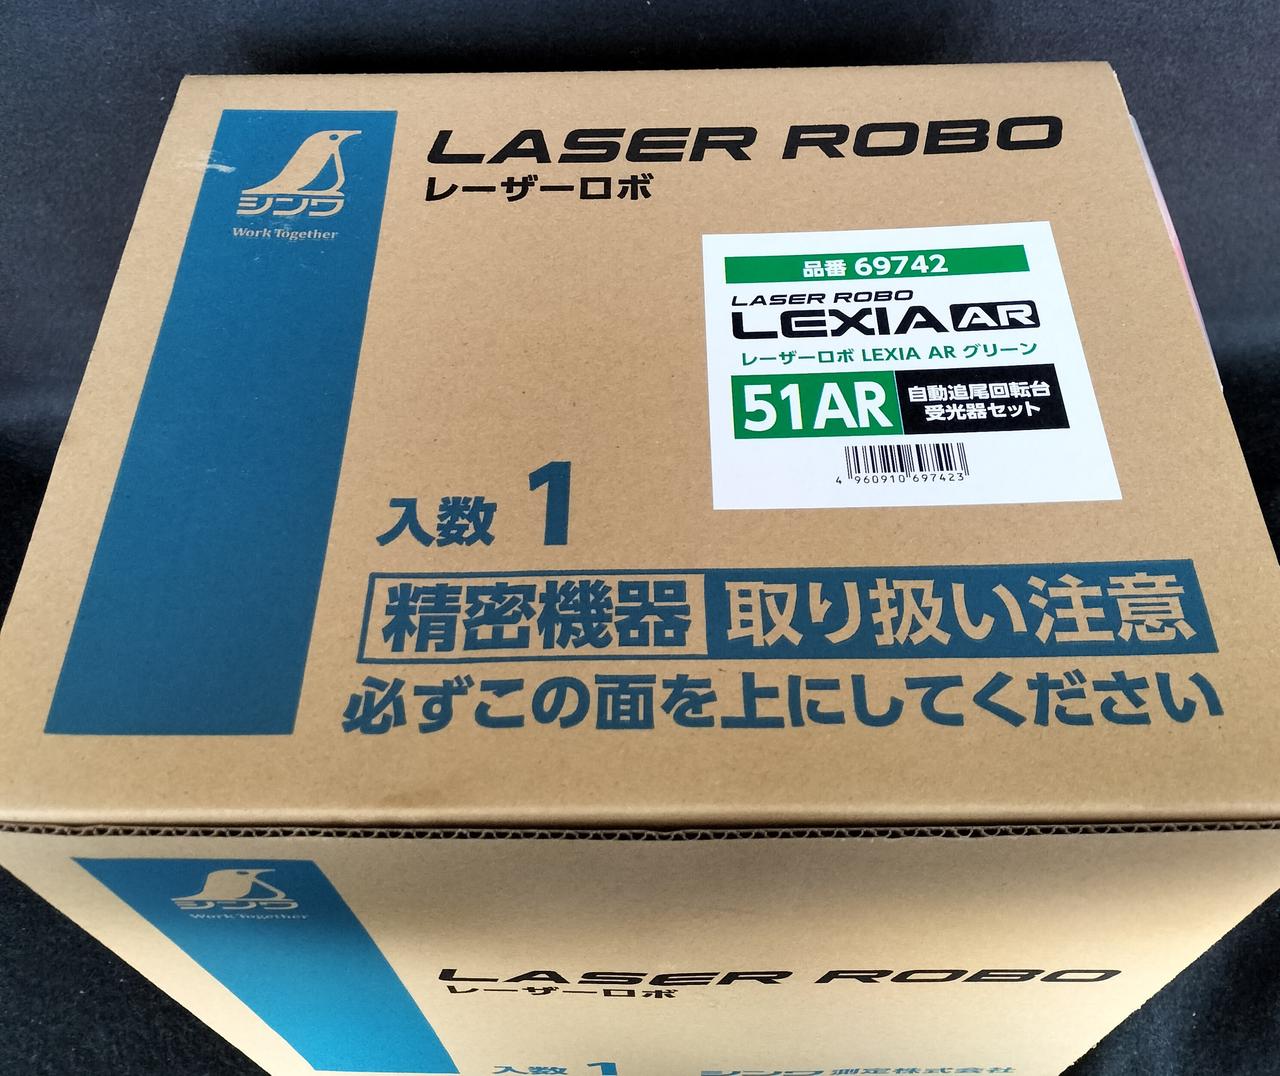 シンワ
Work Together
LASER ROBO
レーザーロボ
品番 69742
LASER ROBO
LEXIA AR
レーザーロボ LEXIA AR グリーン
51AR 自動追尾回転台
受光器セット
4 960910 697423
入数 1
精密機器 取り扱い注意
必ずこの面を上にしてください
シンワ
Work Together
LASER ROBO
レーザーロボ
入数 1
シンワ測定株式会社